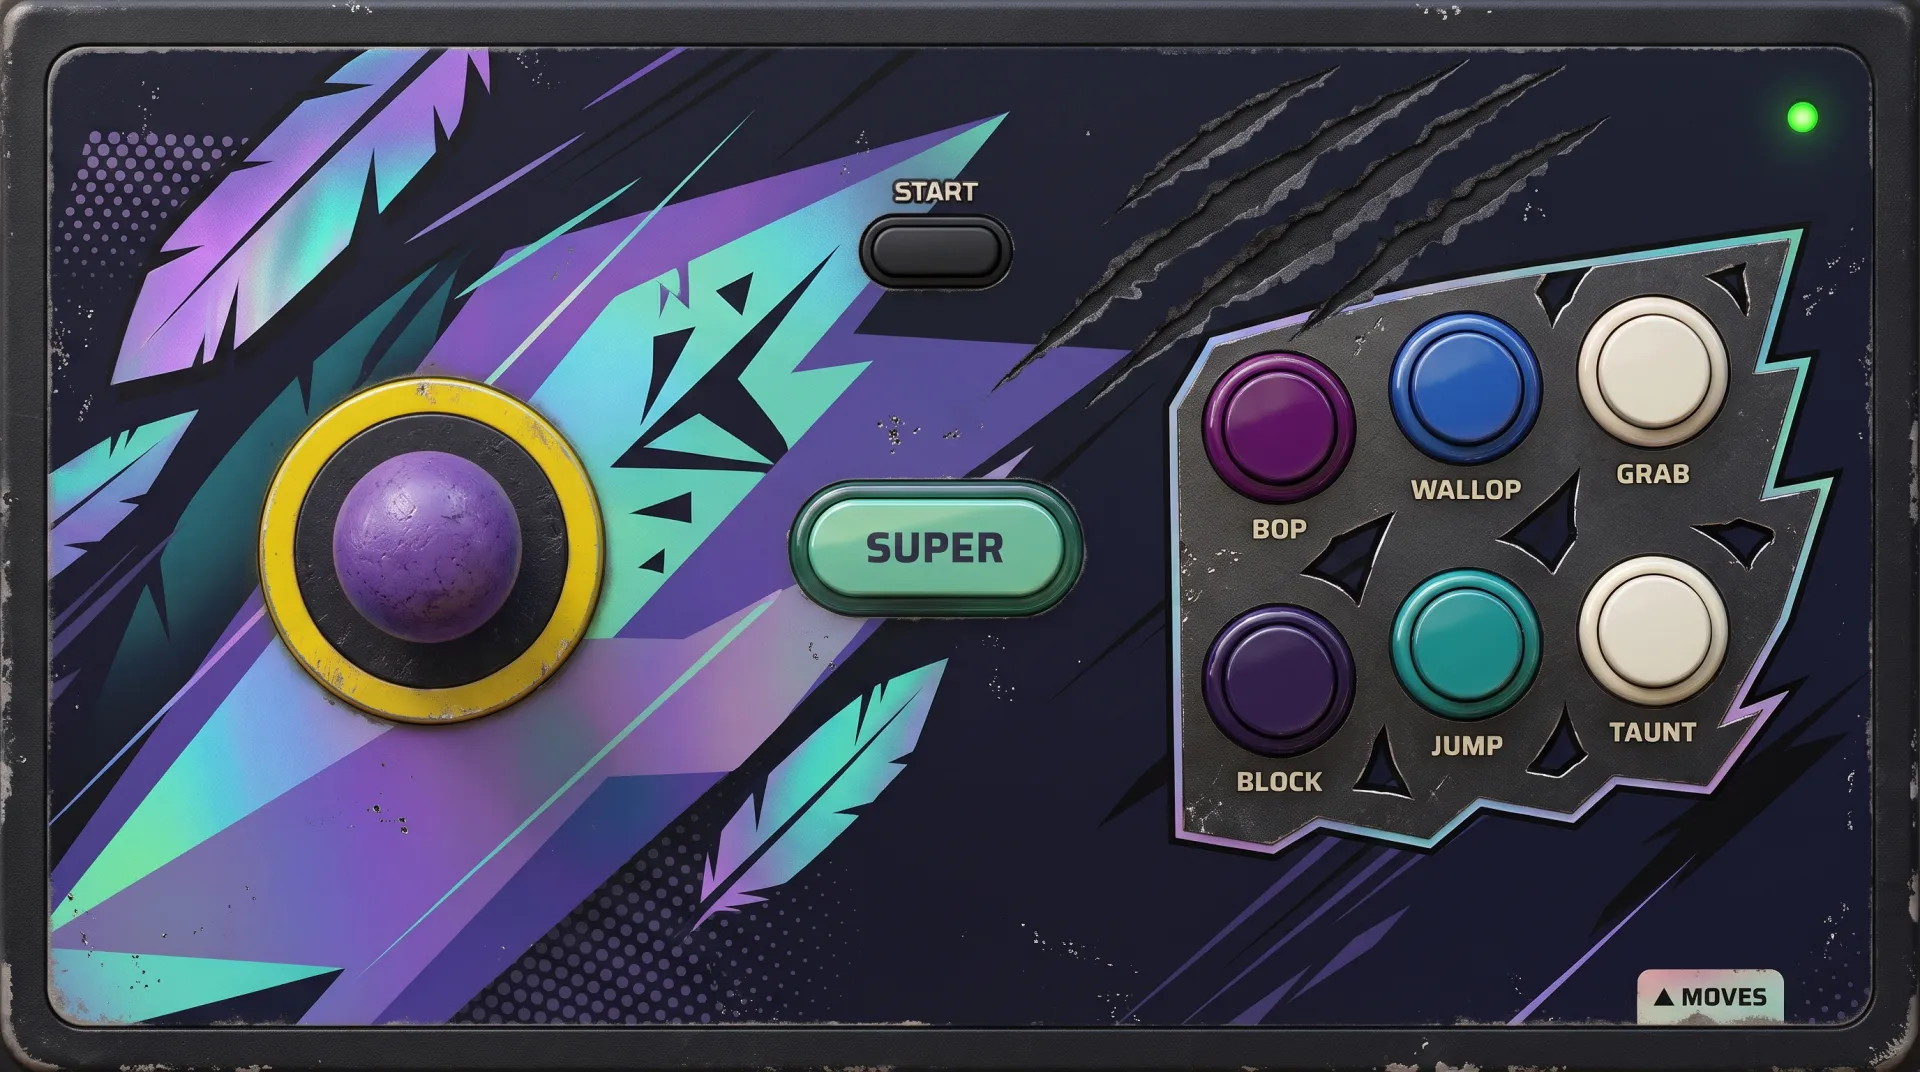 START
SUPER
BOP
WALLOP
GRAB
BLOCK
JUMP
TAUNT
▲ MOVES